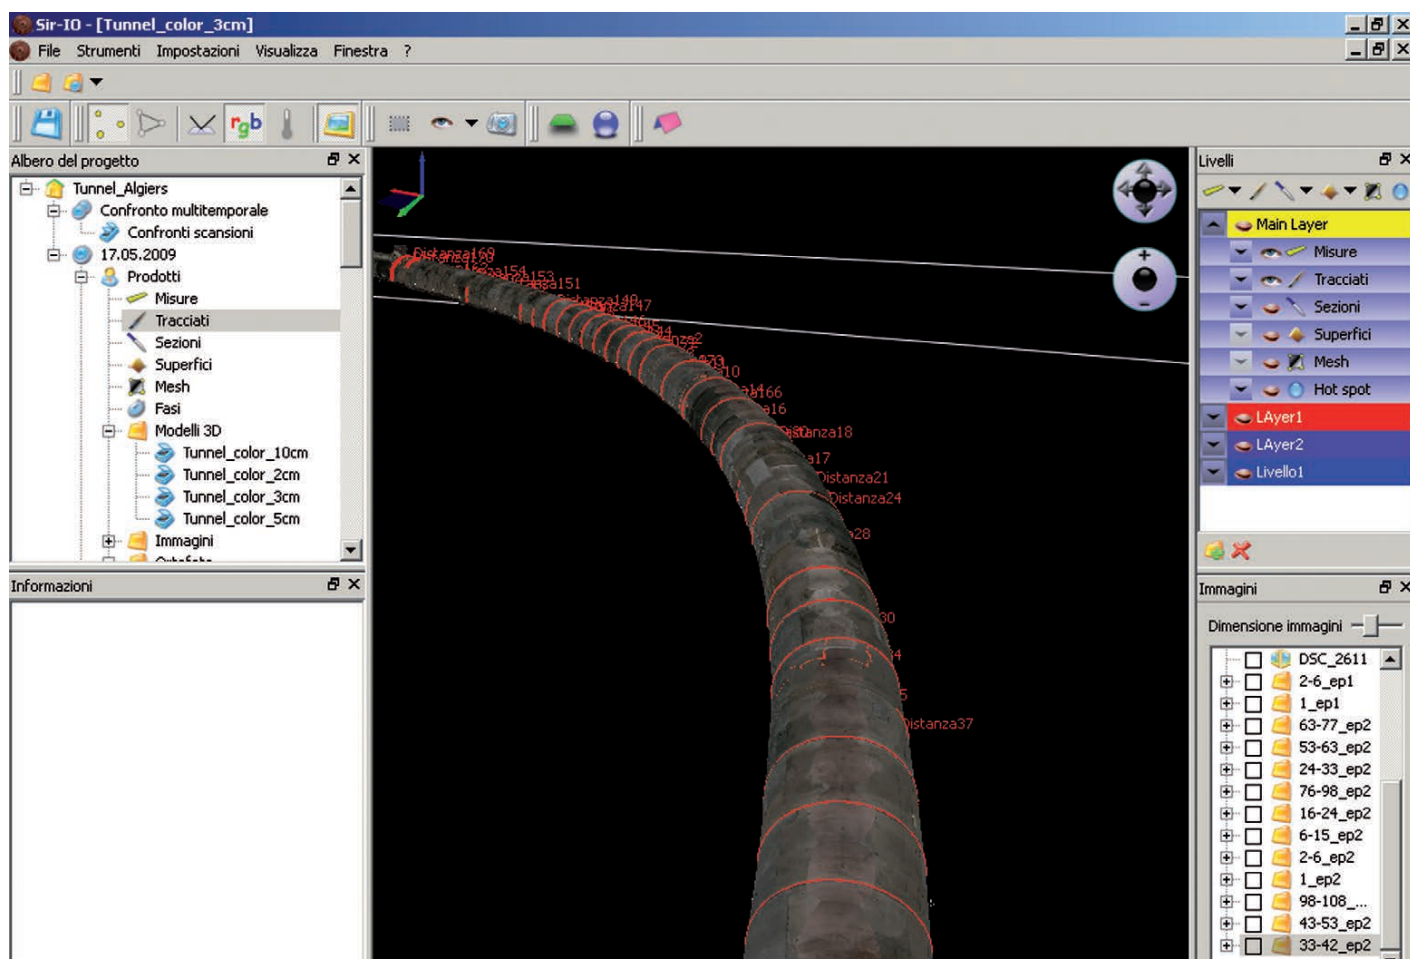 Sir-IO - [Tunnel_color_3cm]
File Strumenti Impostazioni Visualizza Finestra ?
rgb
Albero del progetto
Tunnel_Algiers
Confronto multitemporale
Confronti scansioni
17.05.2009
Prodotti
Misure
Tracciati
Sezioni
Superfici
Mesh
Fasi
Modelli 3D
Tunnel_color_10cm
Tunnel_color_2cm
Tunnel_color_3cm
Tunnel_color_5cm
Immagini
Informazioni
Distanza169
Distanza18
Distanza21
Distanza24
Distanza37
Livelli
Main Layer
Misure
Tracciati
Sezioni
Superfici
Mesh
Hot spot
LAyer1
LAyer2
Livello1
Immagini
Dimensione immagini
DSC_2611
2-6_ep1
1_ep1
63-77_ep2
53-63_ep2
24-33_ep2
76-98_ep2
16-24_ep2
6-15_ep2
2-6_ep2
1_ep2
98-108_...
43-53_ep2
33-42_ep2